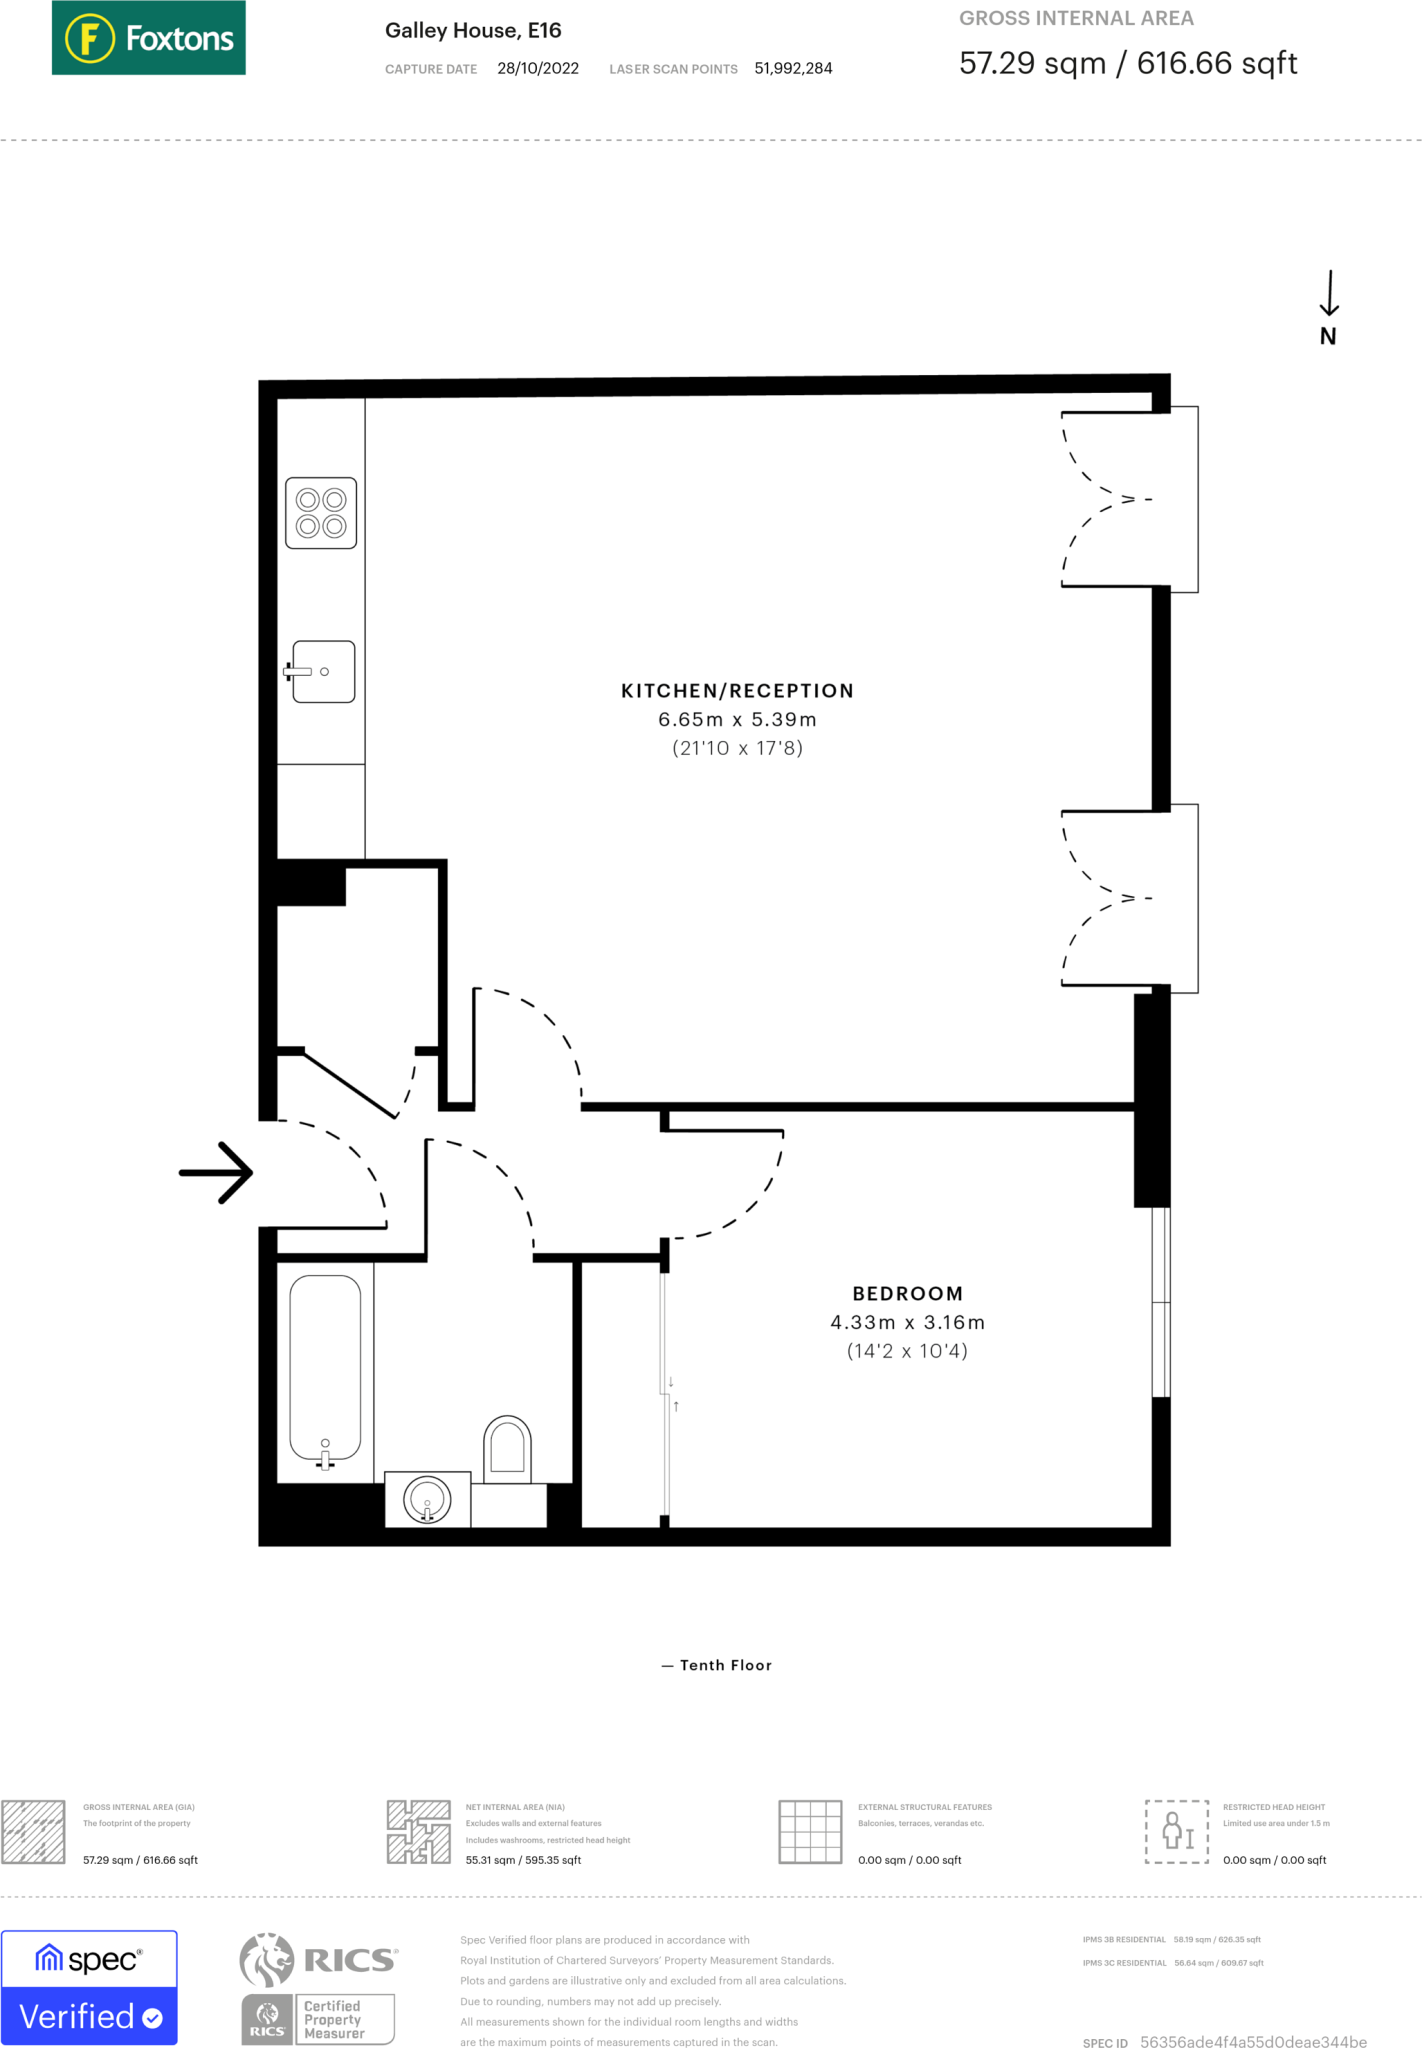 Foxtons
Galley House, E16
CAPTURE DATE 28/10/2022 LASER SCAN POINTS 51,992,284
GROSS INTERNAL AREA
57.29 sqm / 616.66 sqft
N
KITCHEN/RECEPTION
6.65m x 5.39m
(21'10 x 17'8)
BEDROOM
4.33m x 3.16m
(14'2 x 10'4)
— Tenth Floor
GROSS INTERNAL AREA (GIA)
The footprint of the property
57.29 sqm / 616.66 sqft
NET INTERNAL AREA (NIA)
Excludes walls and external features
Includes washrooms, restricted head height
55.31 sqm / 595.35 sqft
EXTERNAL STRUCTURAL FEATURES
Balconies, terraces, verandas etc.
0.00 sqm / 0.00 sqft
RESTRICTED HEAD HEIGHT
Limited use area under 1.5 m
0.00 sqm / 0.00 sqft
spec®
Verified
RICS®
RICS®
Certified
Property
Measurer
Spec Verified floor plans are produced in accordance with
Royal Institution of Chartered Surveyors' Property Measurement Standards.
Plots and gardens are illustrative only and excluded from all area calculations.
Due to rounding, numbers may not add up precisely.
All measurements shown for the individual room lengths and widths
are the maximum points of measurements captured in the scan.
IPMS 3B RESIDENTIAL 58.19 sqm / 626.35 sqft
IPMS 3C RESIDENTIAL 56.64 sqm / 609.67 sqft
SPEC ID 56356ade4f4a55d0deae344be